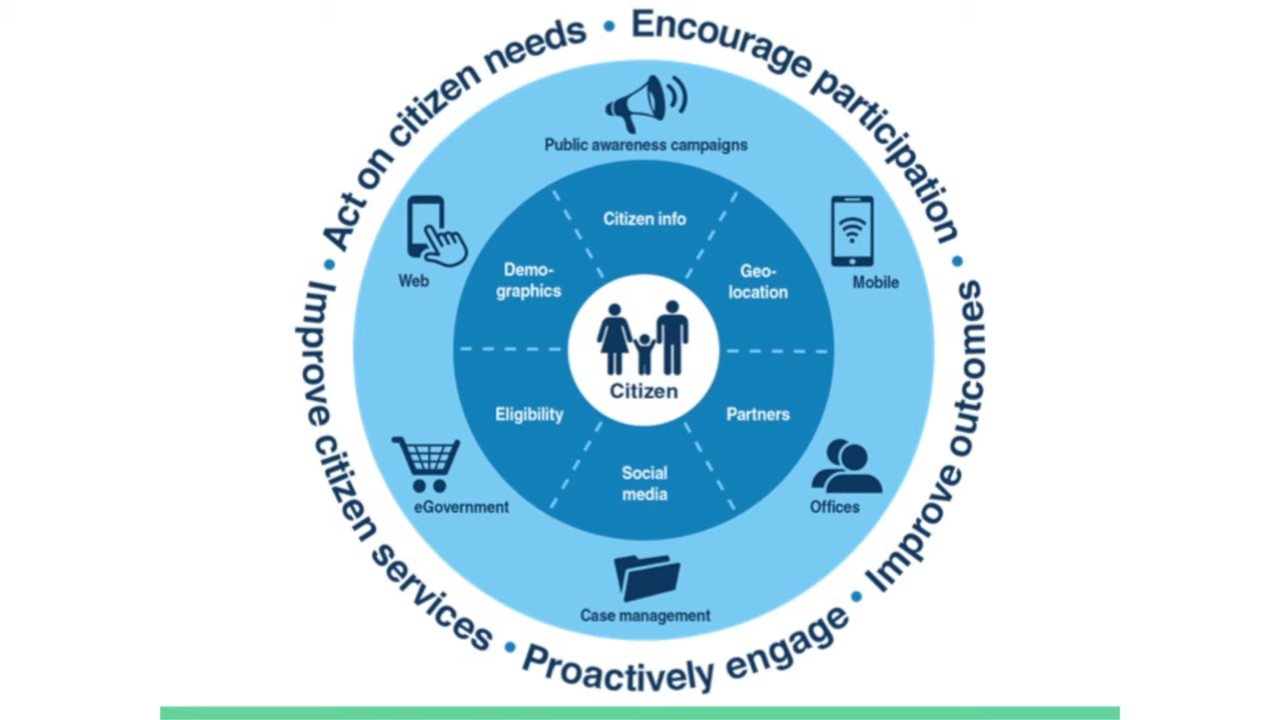 Act on citizen needs • Encourage participation • Improve outcomes • Proactively engage • Improve citizen services •
Public awareness campaigns
Web
Mobile
eGovernment
Offices
Case management
Citizen info
Demo-
graphics
Geo-
location
Eligibility
Partners
Social
media
Citizen